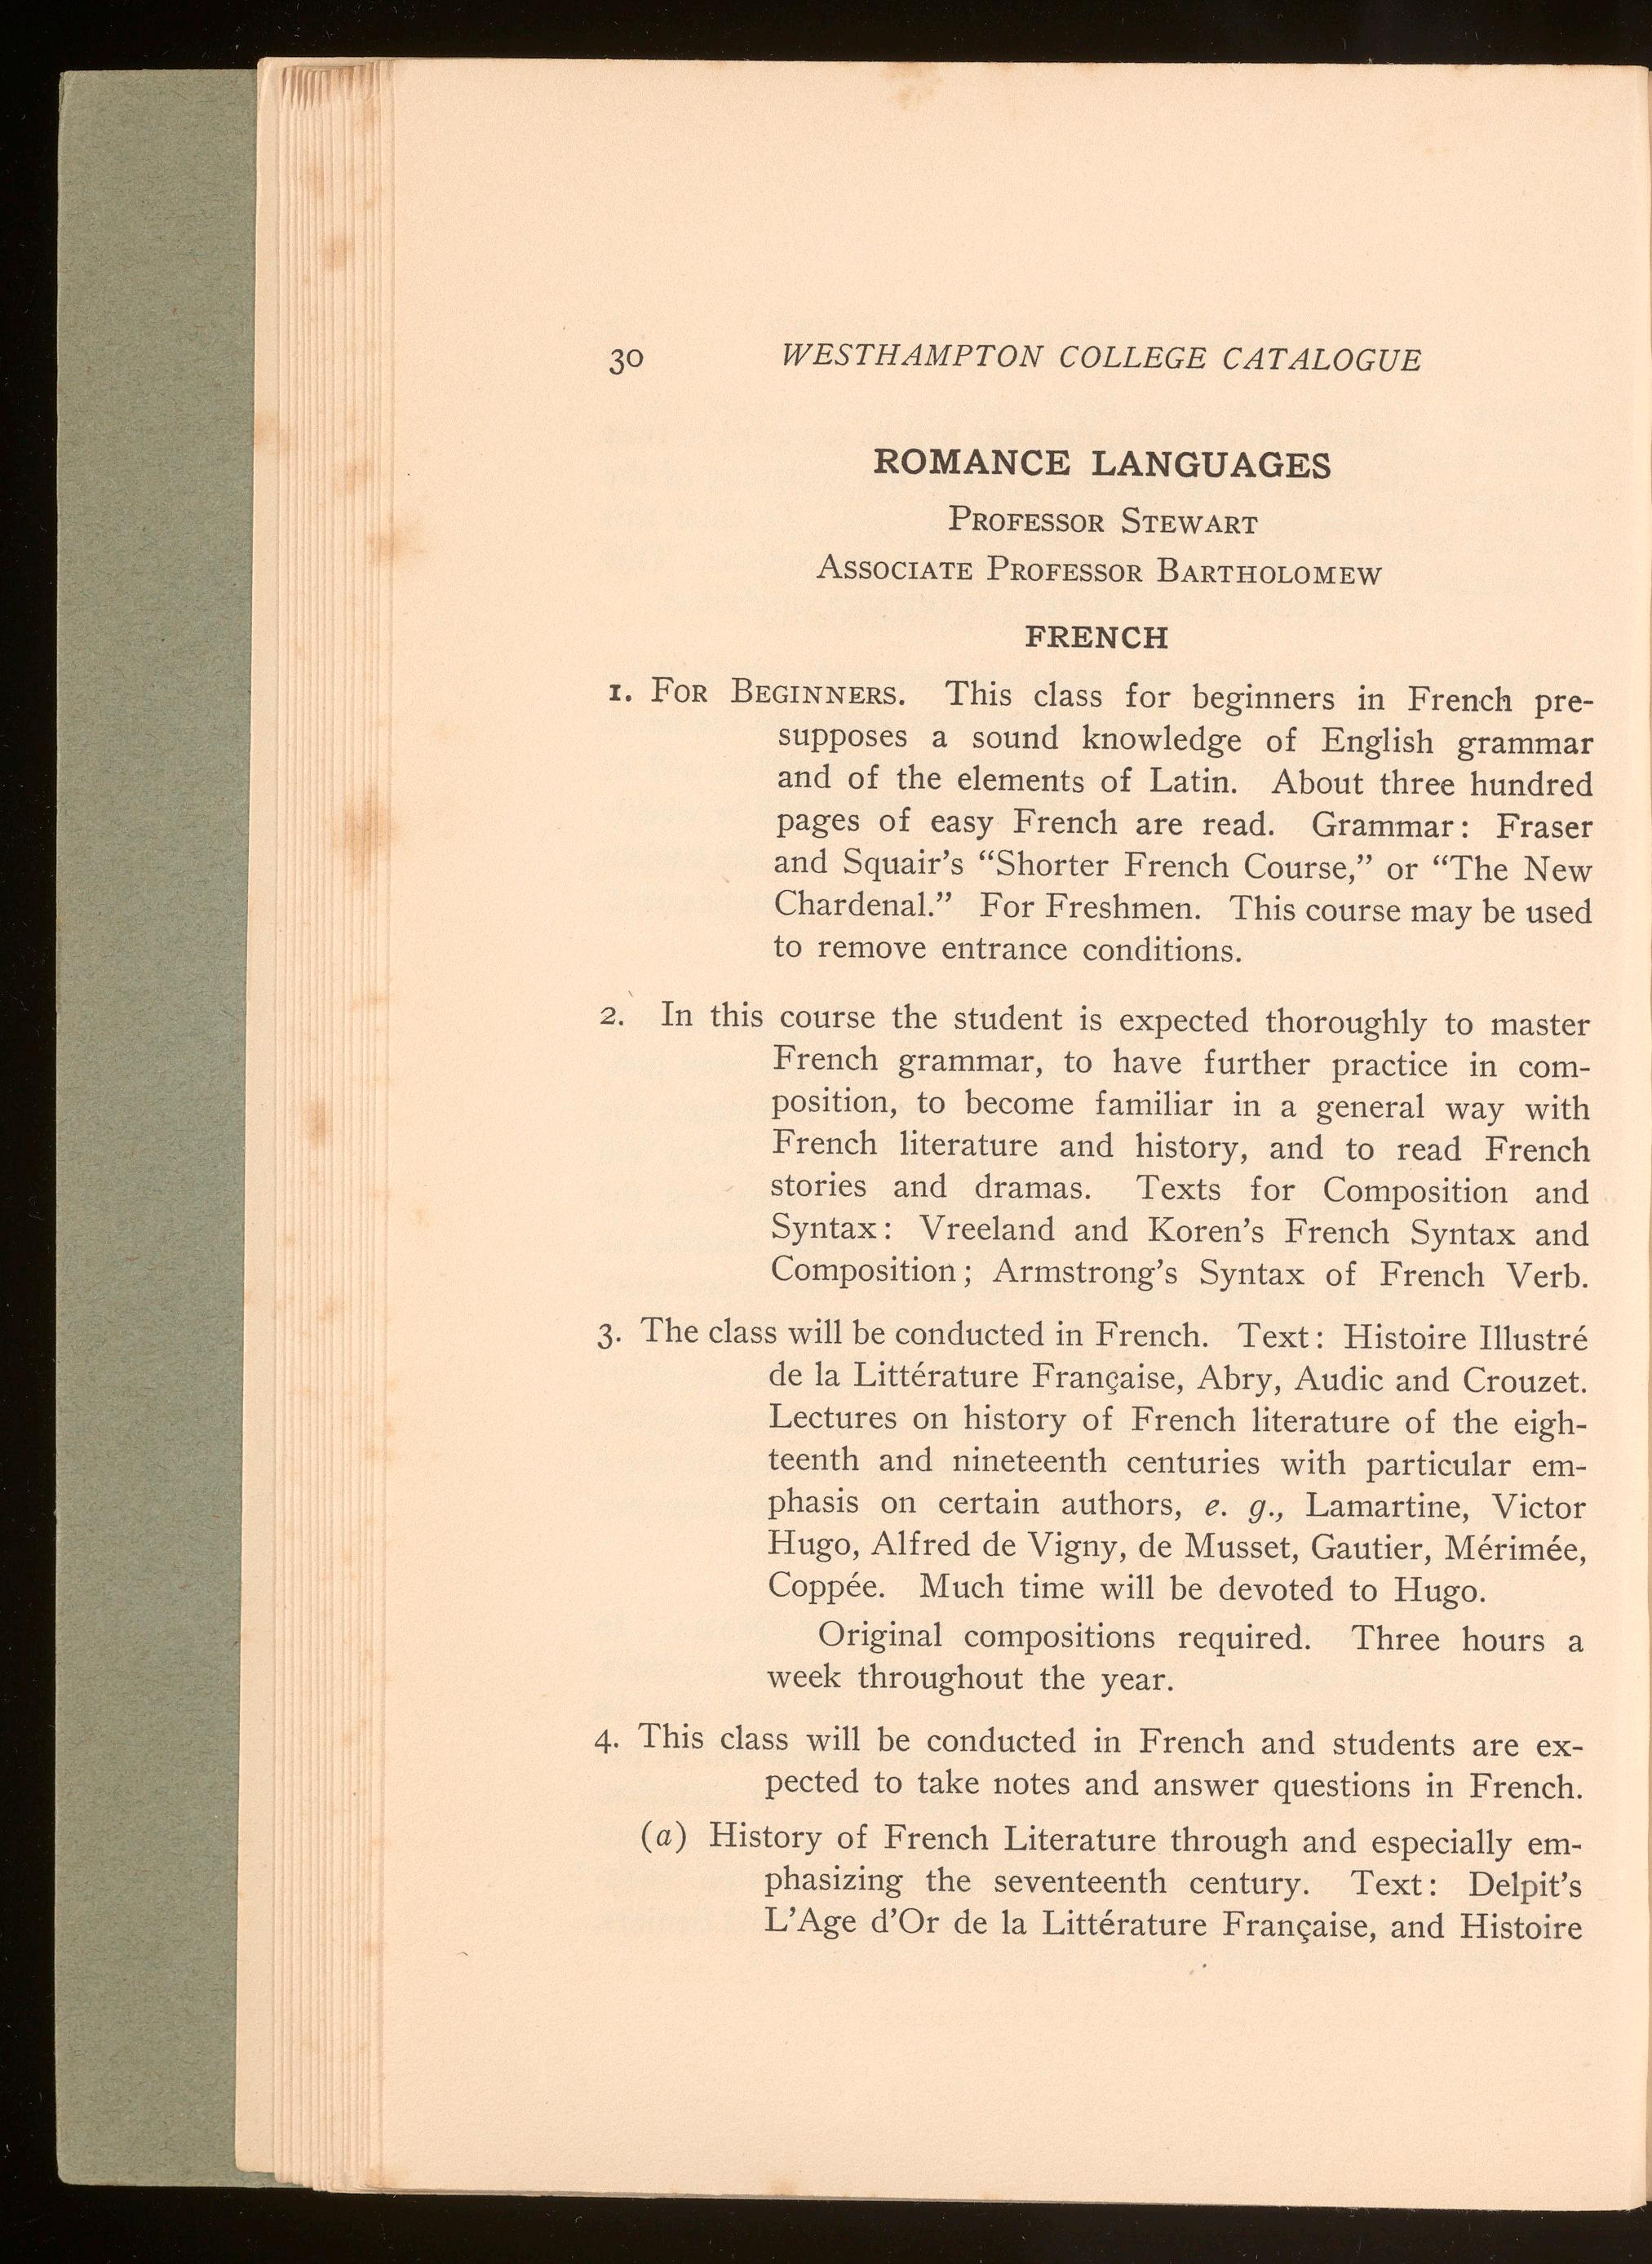 30 WESTHAMPTON COLLEGE CATALOGUE
ROMANCE LANGUAGES
PROFESSOR STEWART
ASSOCIATE PROFESSOR BARTHOLOMEW
FRENCH
1. FOR BEGINNERS. This class for beginners in French pre-
supposes a sound knowledge of English grammar
and of the elements of Latin. About three hundred
pages of easy French are read. Grammar: Fraser
and Squair's “Shorter French Course,” or “The New
Chardenal.” For Freshmen. This course may be used
to remove entrance conditions.
2. In this course the student is expected thoroughly to master
French grammar, to have further practice in com-
position, to become familiar in a general way with
French literature and history, and to read French
stories and dramas. Texts for Composition and
Syntax: Vreeland and Koren's French Syntax and
Composition; Armstrong's Syntax of French Verb.
3. The class will be conducted in French. Text: Histoire Illustré
de la Littérature Française, Abry, Audic and Crouzet.
Lectures on history of French literature of the eigh-
teenth and nineteenth centuries with particular em-
phasis on certain authors, e. g., Lamartine, Victor
Hugo, Alfred de Vigny, de Musset, Gautier, Mérimée,
Coppée. Much time will be devoted to Hugo.
Original compositions required. Three hours a
week throughout the year.
4. This class will be conducted in French and students are ex-
pected to take notes and answer questions in French.
(a) History of French Literature through and especially em-
phasizing the seventeenth century. Text: Delpit's
L'Age d'Or de la Littérature Française, and Histoire